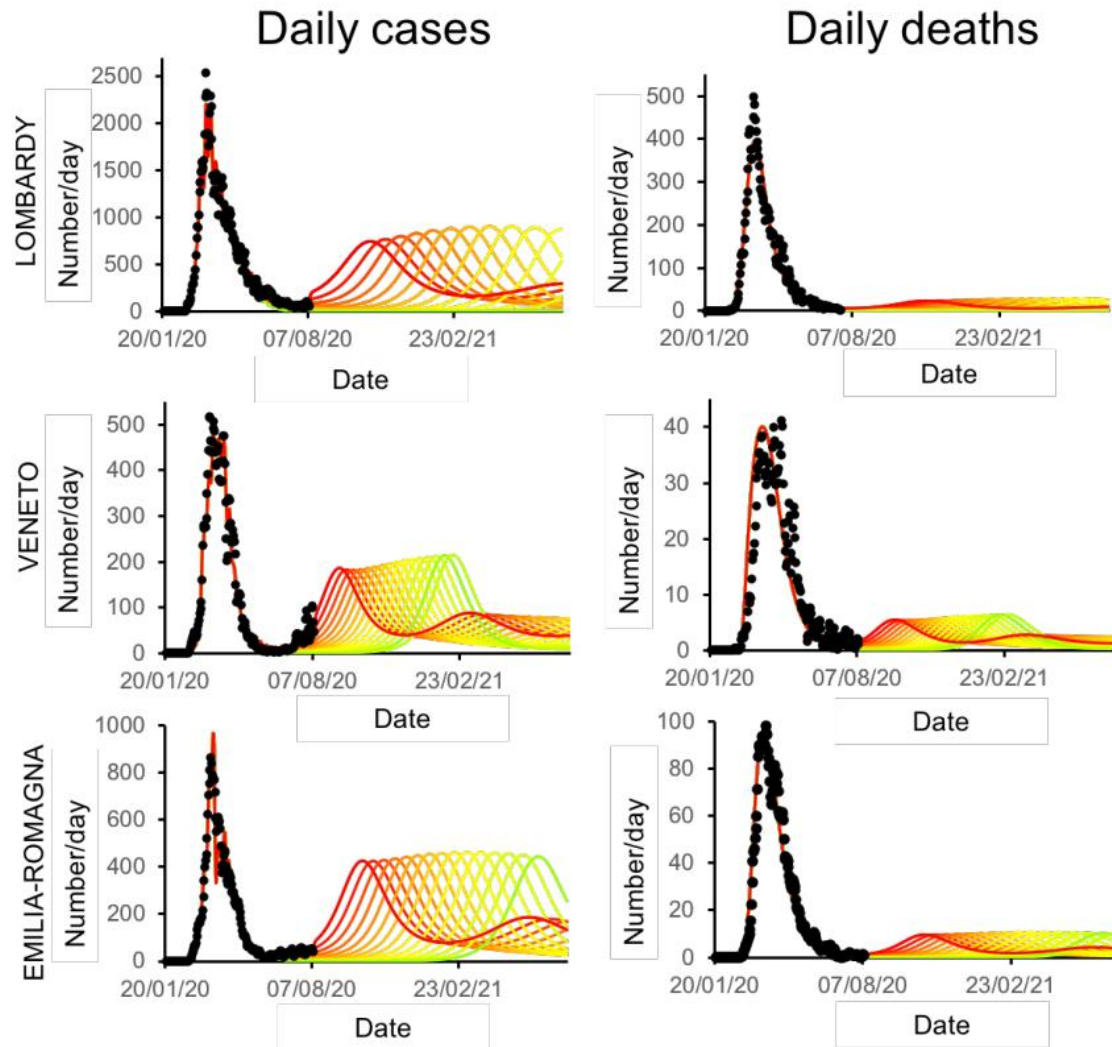 Daily cases
Daily deaths
LOMBARDY
Number/day
2500
2000
1500
1000
500
0
20/01/20 07/08/20 23/02/21
Date
Number/day
500
400
300
200
100
0
20/01/20 07/08/20 23/02/21
Date
VENETO
Number/day
500
400
300
200
100
0
20/01/20 07/08/20 23/02/21
Date
Number/day
40
30
20
10
0
20/01/20 07/08/20 23/02/21
Date
EMILIA-ROMAGNA
Number/day
1000
800
600
400
200
0
20/01/20 07/08/20 23/02/21
Date
Number/day
100
80
60
40
20
0
20/01/20 07/08/20 23/02/21
Date